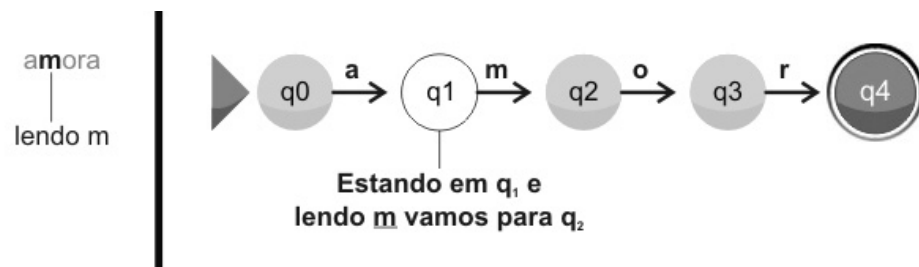 amora
lendo m
a m o r
q0 q1 q2 q3 q4
Estando em q₁ e
lendo m vamos para q₂